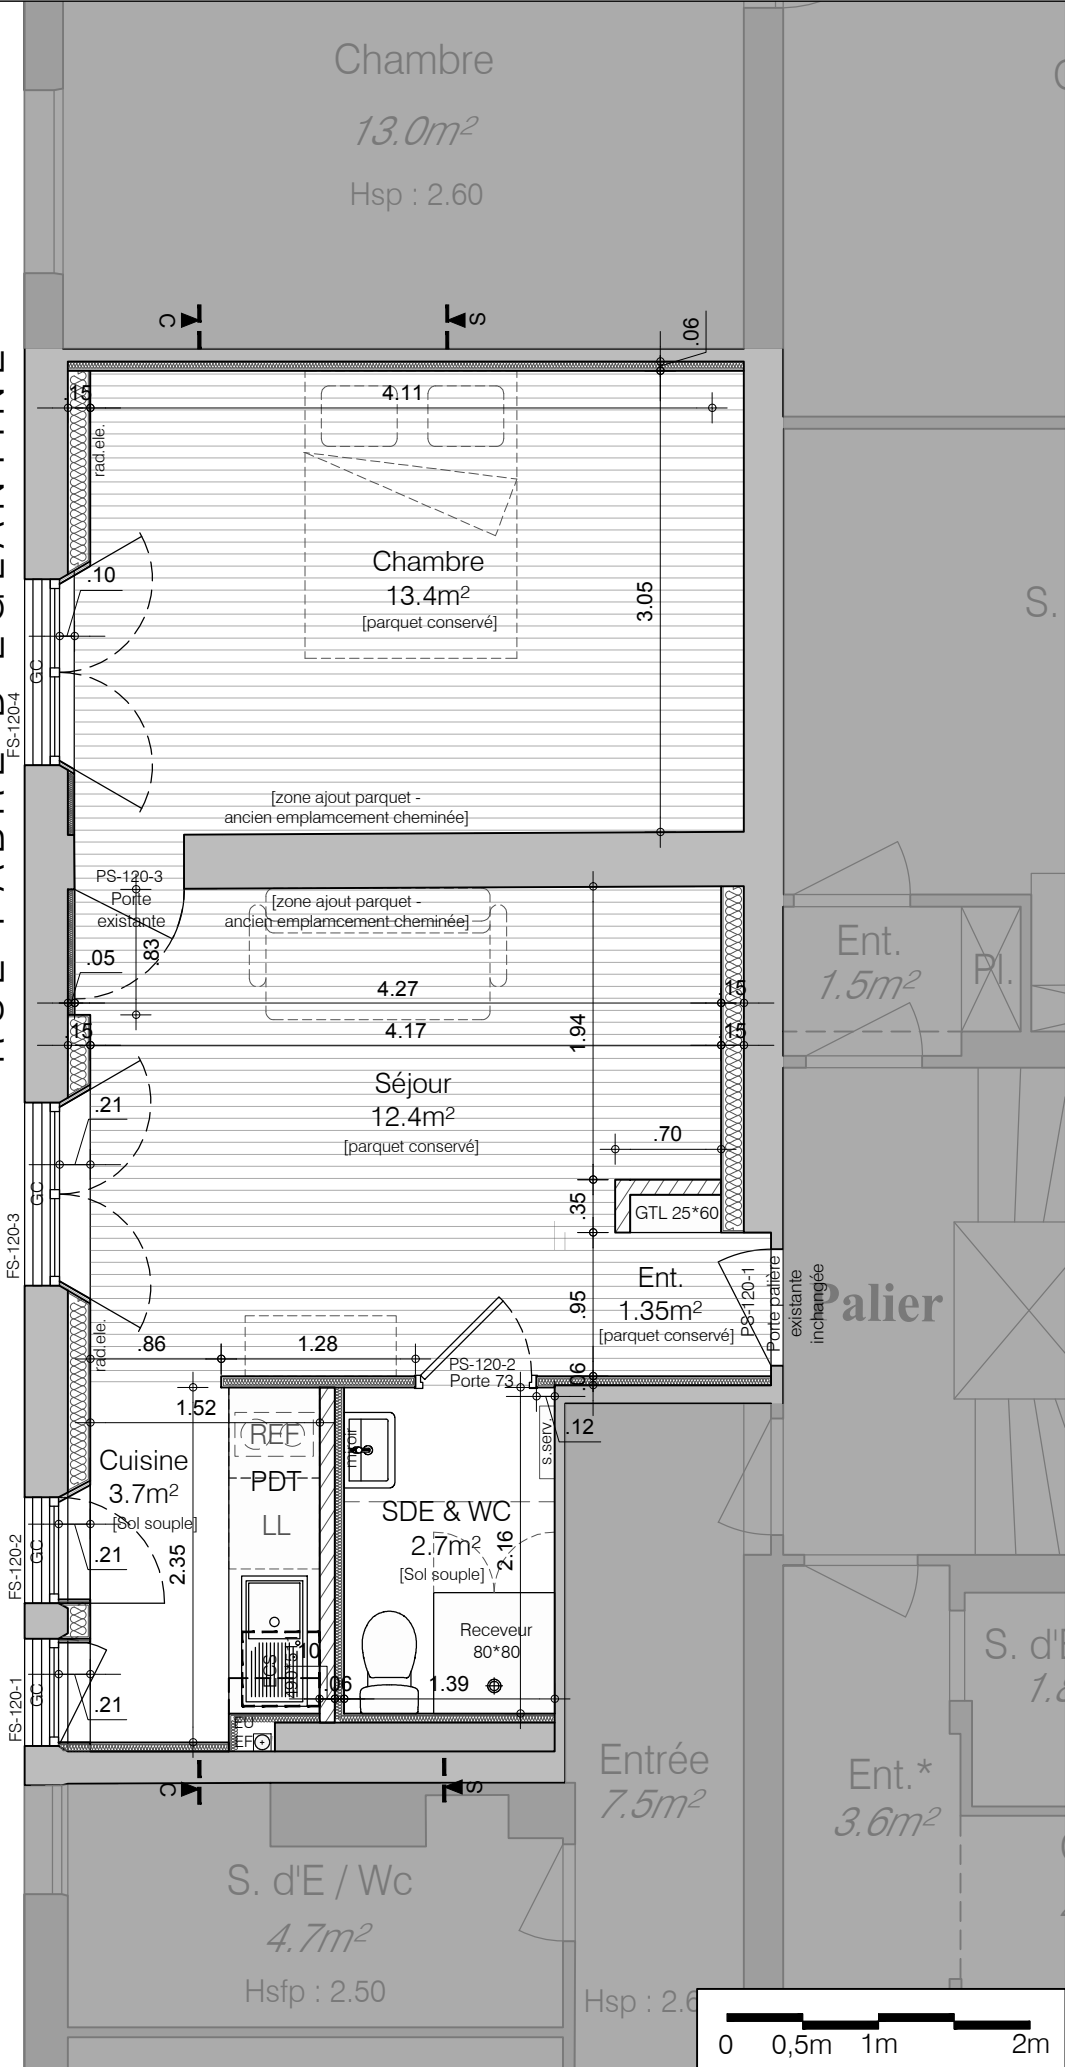 Chambre
13.0m²
Hsp : 2.60
C
S
.06
.15
4.11
rad.ele.
Chambre
13.4m²
[parquet conservé]
.10
3.05
GC
FS-120-4
[zone ajout parquet -
ancien emplamcement cheminée]
PS-120-3
Porte
existante
[zone ajout parquet -
ancien emplamcement cheminée]
.83
.05
4.27
.15
.15
4.17
.15
1.94
Séjour
12.4m²
[parquet conservé]
.21
.70
GC
FS-120-3
.35
GTL 25*60
Ent.
1.35m²
[parquet conservé]
.95
PS-120-1
Porte palière
existante
inchangée
Palier
Ent.
1.5m²
Pl.
S.
rad.ele.
.86
1.28
PS-120-2
Porte 73
.06
1.52
.12
s.serv.
miroir
REF
PDT
LL
Cuisine
3.7m²
[Sol souple]
SDE & WC
2.7m²
[Sol souple]
2.16
2.35
.21
GC
FS-120-2
Receveur
80*80
.10
ECS
.06
1.39
.21
GC
FS-120-1
EU
EF
C
S
Entrée
7.5m²
Ent.*
3.6m²
S. d'E
1.8
S. d'E / Wc
4.7m²
Hsfp : 2.50
Hsp : 2.6
0 0,5m 1m 2m